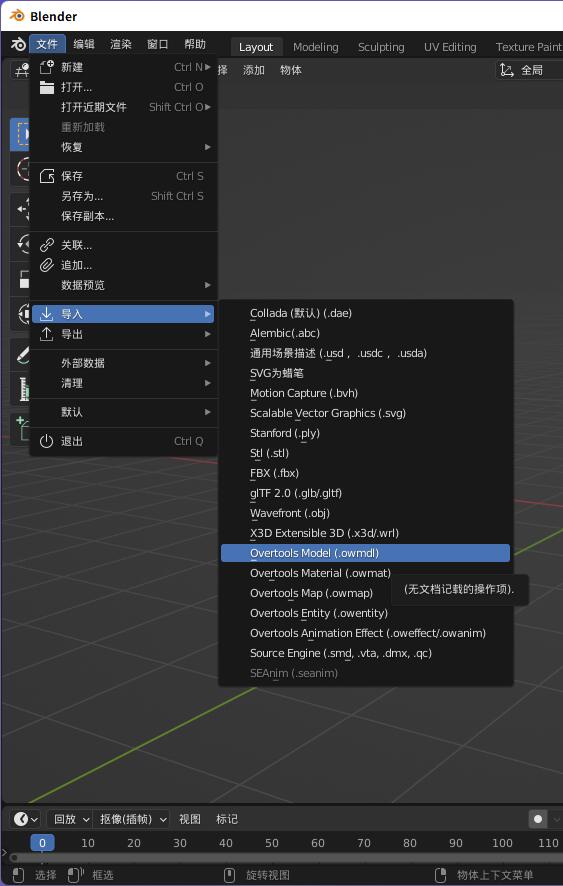 Blender
文件 编辑 渲染 窗口 帮助 Layout Modeling Sculpting UV Editing Texture Paint
择 添加 物体 全局
新建 Ctrl N
打开... Ctrl O
打开近期文件 Shift Ctrl O
重新加载
恢复
保存 Ctrl S
另存为... Shift Ctrl S
保存副本...
关联...
追加...
数据预览
导入
导出
外部数据
清理
默认
退出 Ctrl Q
Collada (默认) (.dae)
Alembic(.abc)
通用场景描述 (.usd , .usdc , .usda)
SVG为蜡笔
Motion Capture (.bvh)
Scalable Vector Graphics (.svg)
Stanford (.ply)
Stl (.stl)
FBX (.fbx)
glTF 2.0 (.glb/.gltf)
Wavefront (.obj)
X3D Extensible 3D (.x3d/.wrl)
Overtools Model (.owmdl)
Overtools Material (.owmat)
Overtools Map (.owmap)
Overtools Entity (.owentity)
Overtools Animation Effect (.oweffect/.owanim)
Source Engine (.smd, .vta, .dmx, .qc)
SEAnim (.seanim)
(无文档记载的操作项).
回放 抠像(插帧) 视图 标记
0 10 20 30 40 50 60 70 80 90 100 110
选择 框选 旋转视图 物体上下文菜单